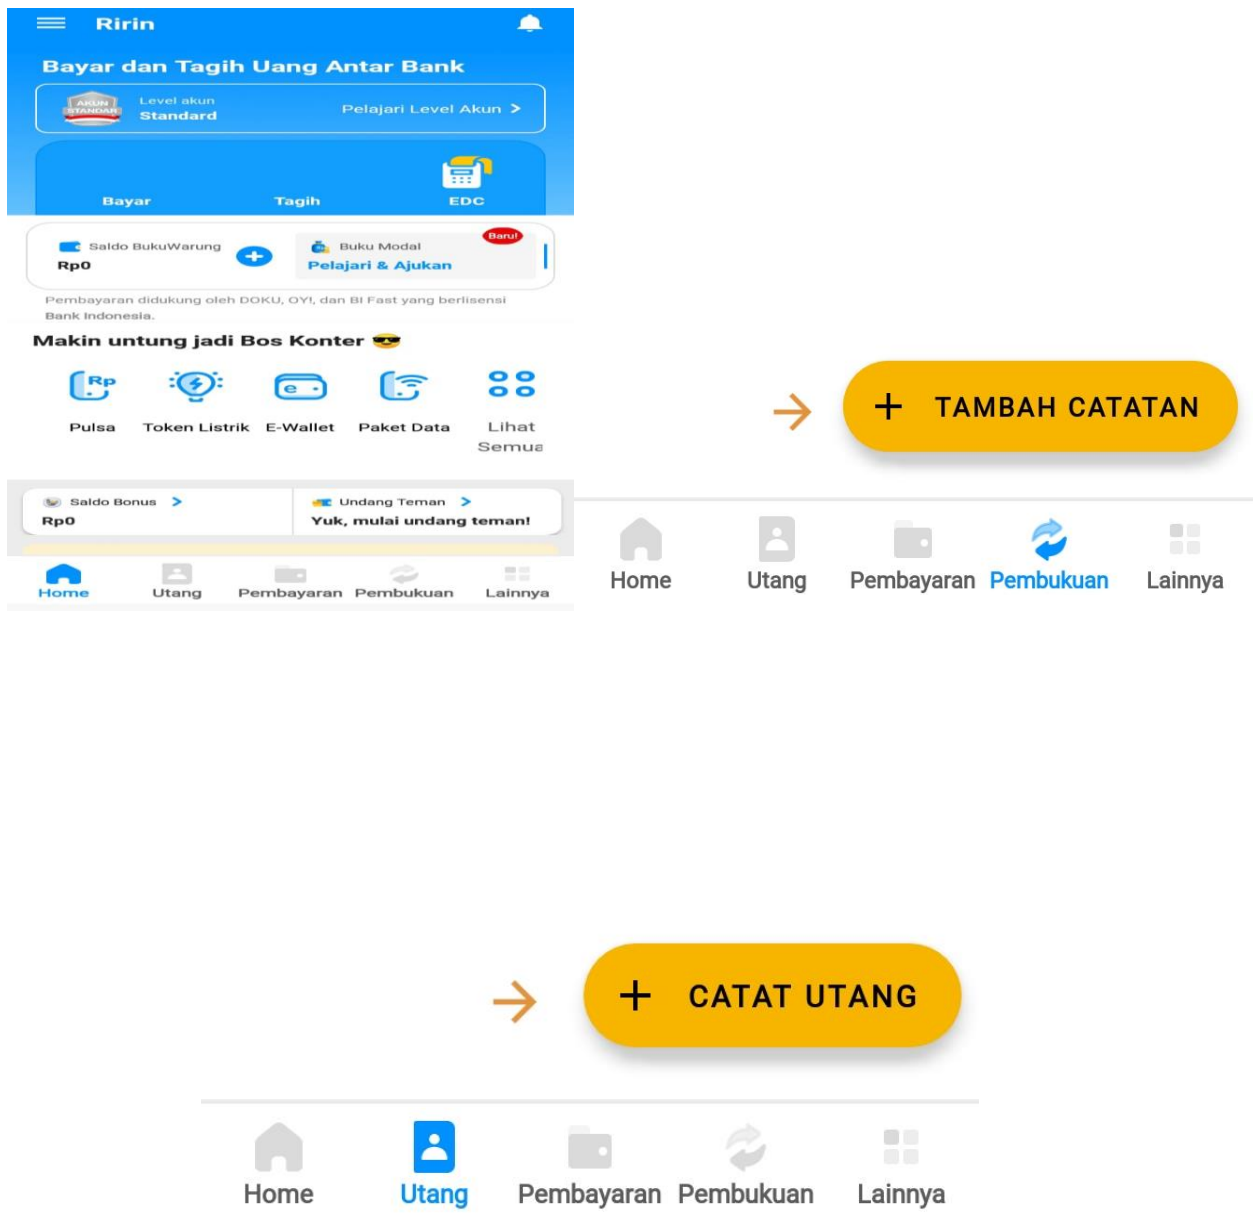 Ririn
Bayar dan Tagih Uang Antar Bank
AKUN
STANDAR
Level akun
Standard
Pelajari Level Akun >
Bayar Tagih EDC
Saldo BukuWarung
Rp0
Buku Modal
Baru!
Pelajari & Ajukan
Pembayaran didukung oleh DOKU, OY!, dan BI Fast yang berlisensi
Bank Indonesia.
Makin untung jadi Bos Konter 😎
Rp
e
Pulsa Token Listrik E-Wallet Paket Data Lihat
Semua
Saldo Bonus >
Rp0
Undang Teman >
Yuk, mulai undang teman!
Home Utang Pembayaran Pembukuan Lainnya
→ + TAMBAH CATATAN
Home Utang Pembayaran Pembukuan Lainnya
→ + CATAT UTANG
Home Utang Pembayaran Pembukuan Lainnya